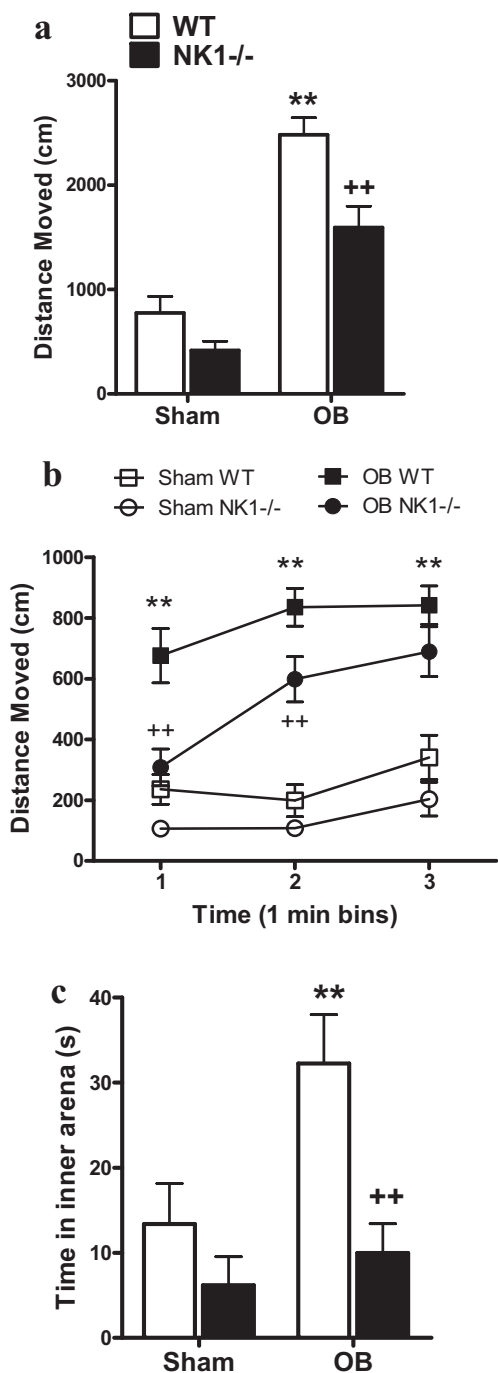 a
WT
NK1-/-
Distance Moved (cm)
3000
2000
1000
0
**
++
Sham OB
b
Sham WT OB WT
Sham NK1-/- OB NK1-/-
Distance Moved (cm)
1000
800
600
400
200
0
** ** **
++ ++
1 2 3
Time (1 min bins)
c
Time in inner arena (s)
40
30
20
10
0
**
++
Sham OB